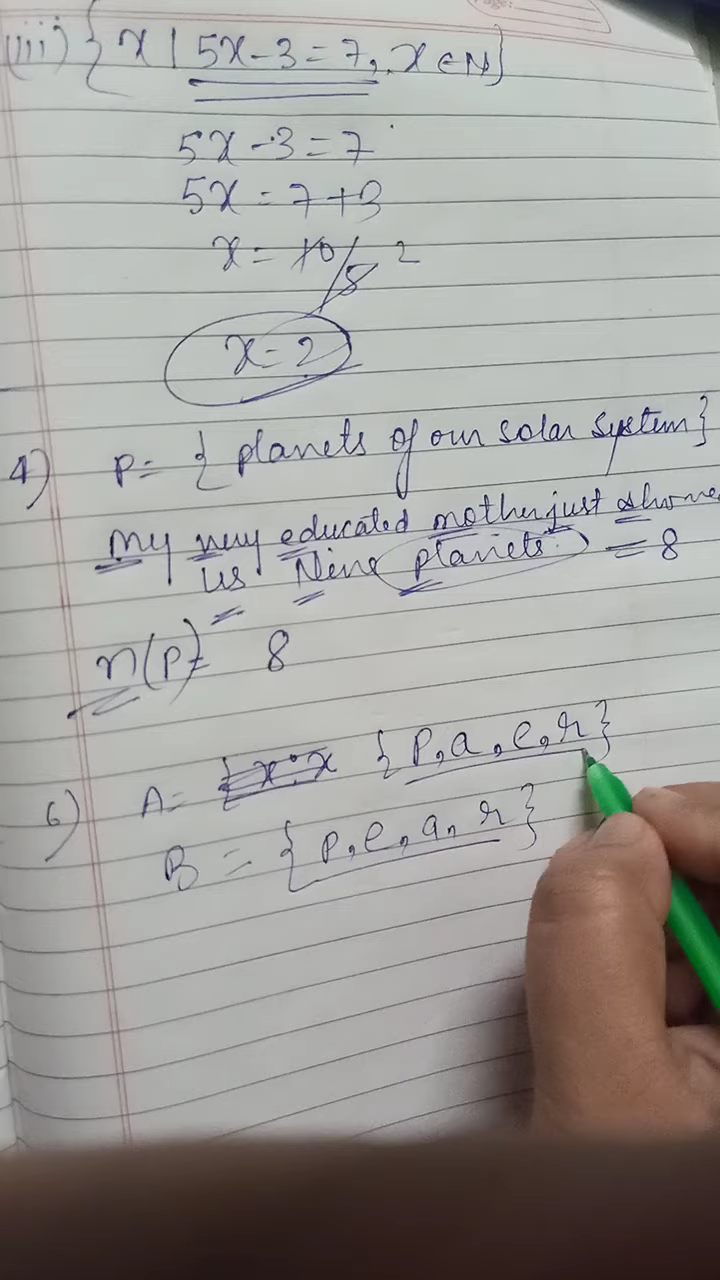 (iii) {x | 5x-3=7, x∈N}
5x-3=7
5x=7+3
x=10/5 2
x=2
4) P= { planets of our solar system}
My very educated mother just shows
us Nine planets. = 8
n(P)= 8
6) A= {p,a,e,r}
B= {p,e,a,r}